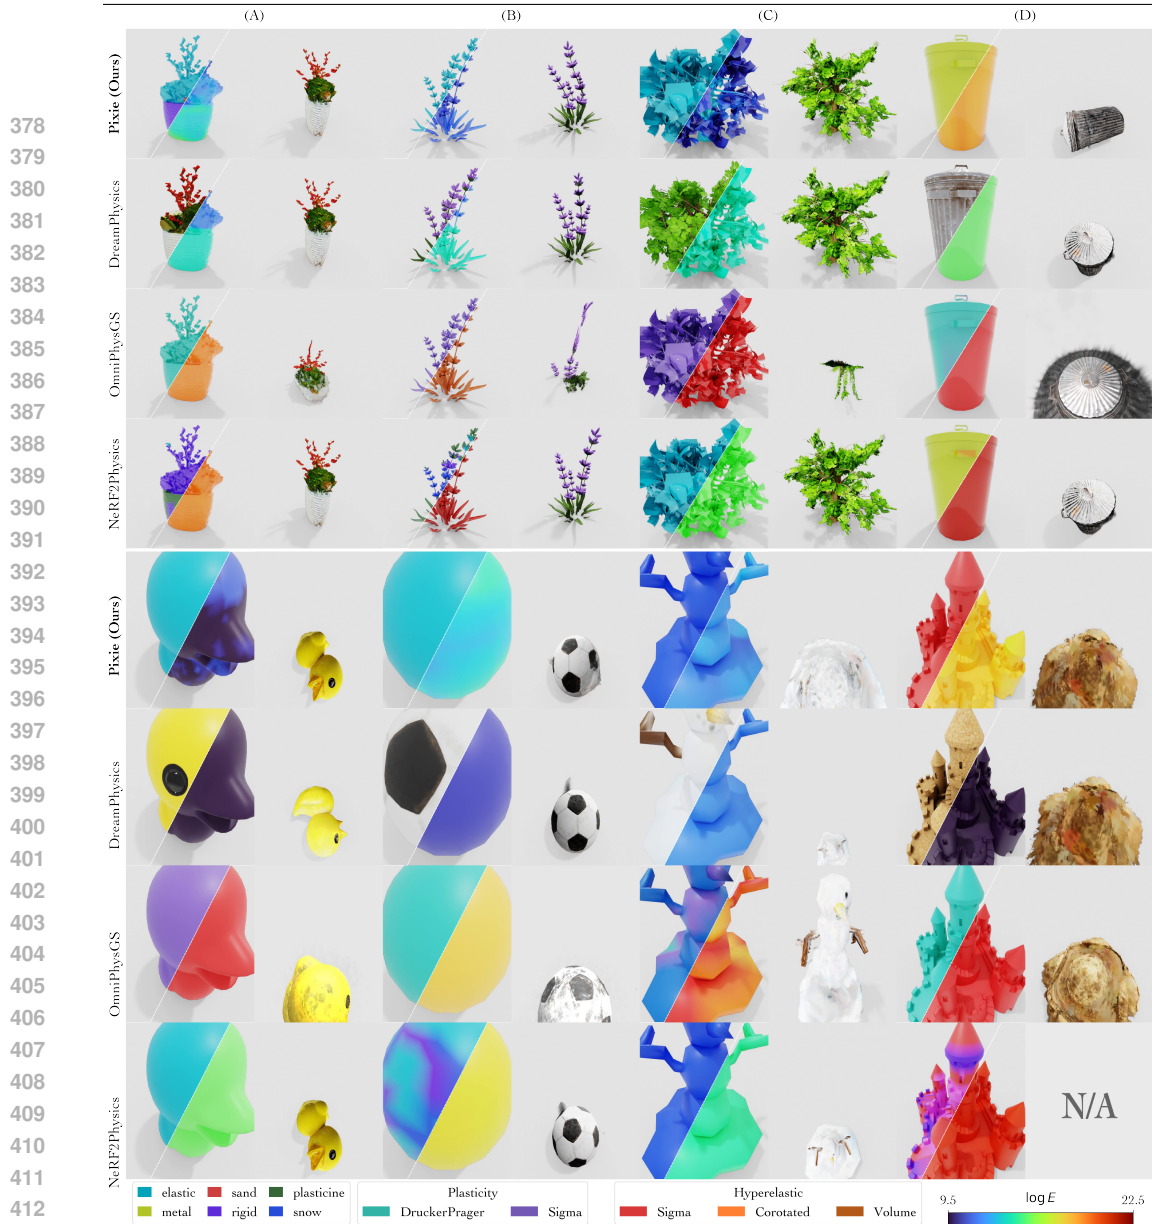 (A) (B) (C) (D)
Pixie (Ours)
378
379
DreamPhysics
380
381
382
383
OmniPhysGS
384
385
386
387
NeRF2Physics
388
389
390
391
Pixie (Ours)
392
393
394
395
396
DreamPhysics
397
398
399
400
401
OmniPhysGS
402
403
404
405
406
NeRF2Physics
407
408
409
410
411
412
N/A
elastic sand plasticine
metal rigid snow
Plasticity
DruckerPrager Sigma
Hyperelastic
Sigma Corotated Volume
9.5 log E 22.5